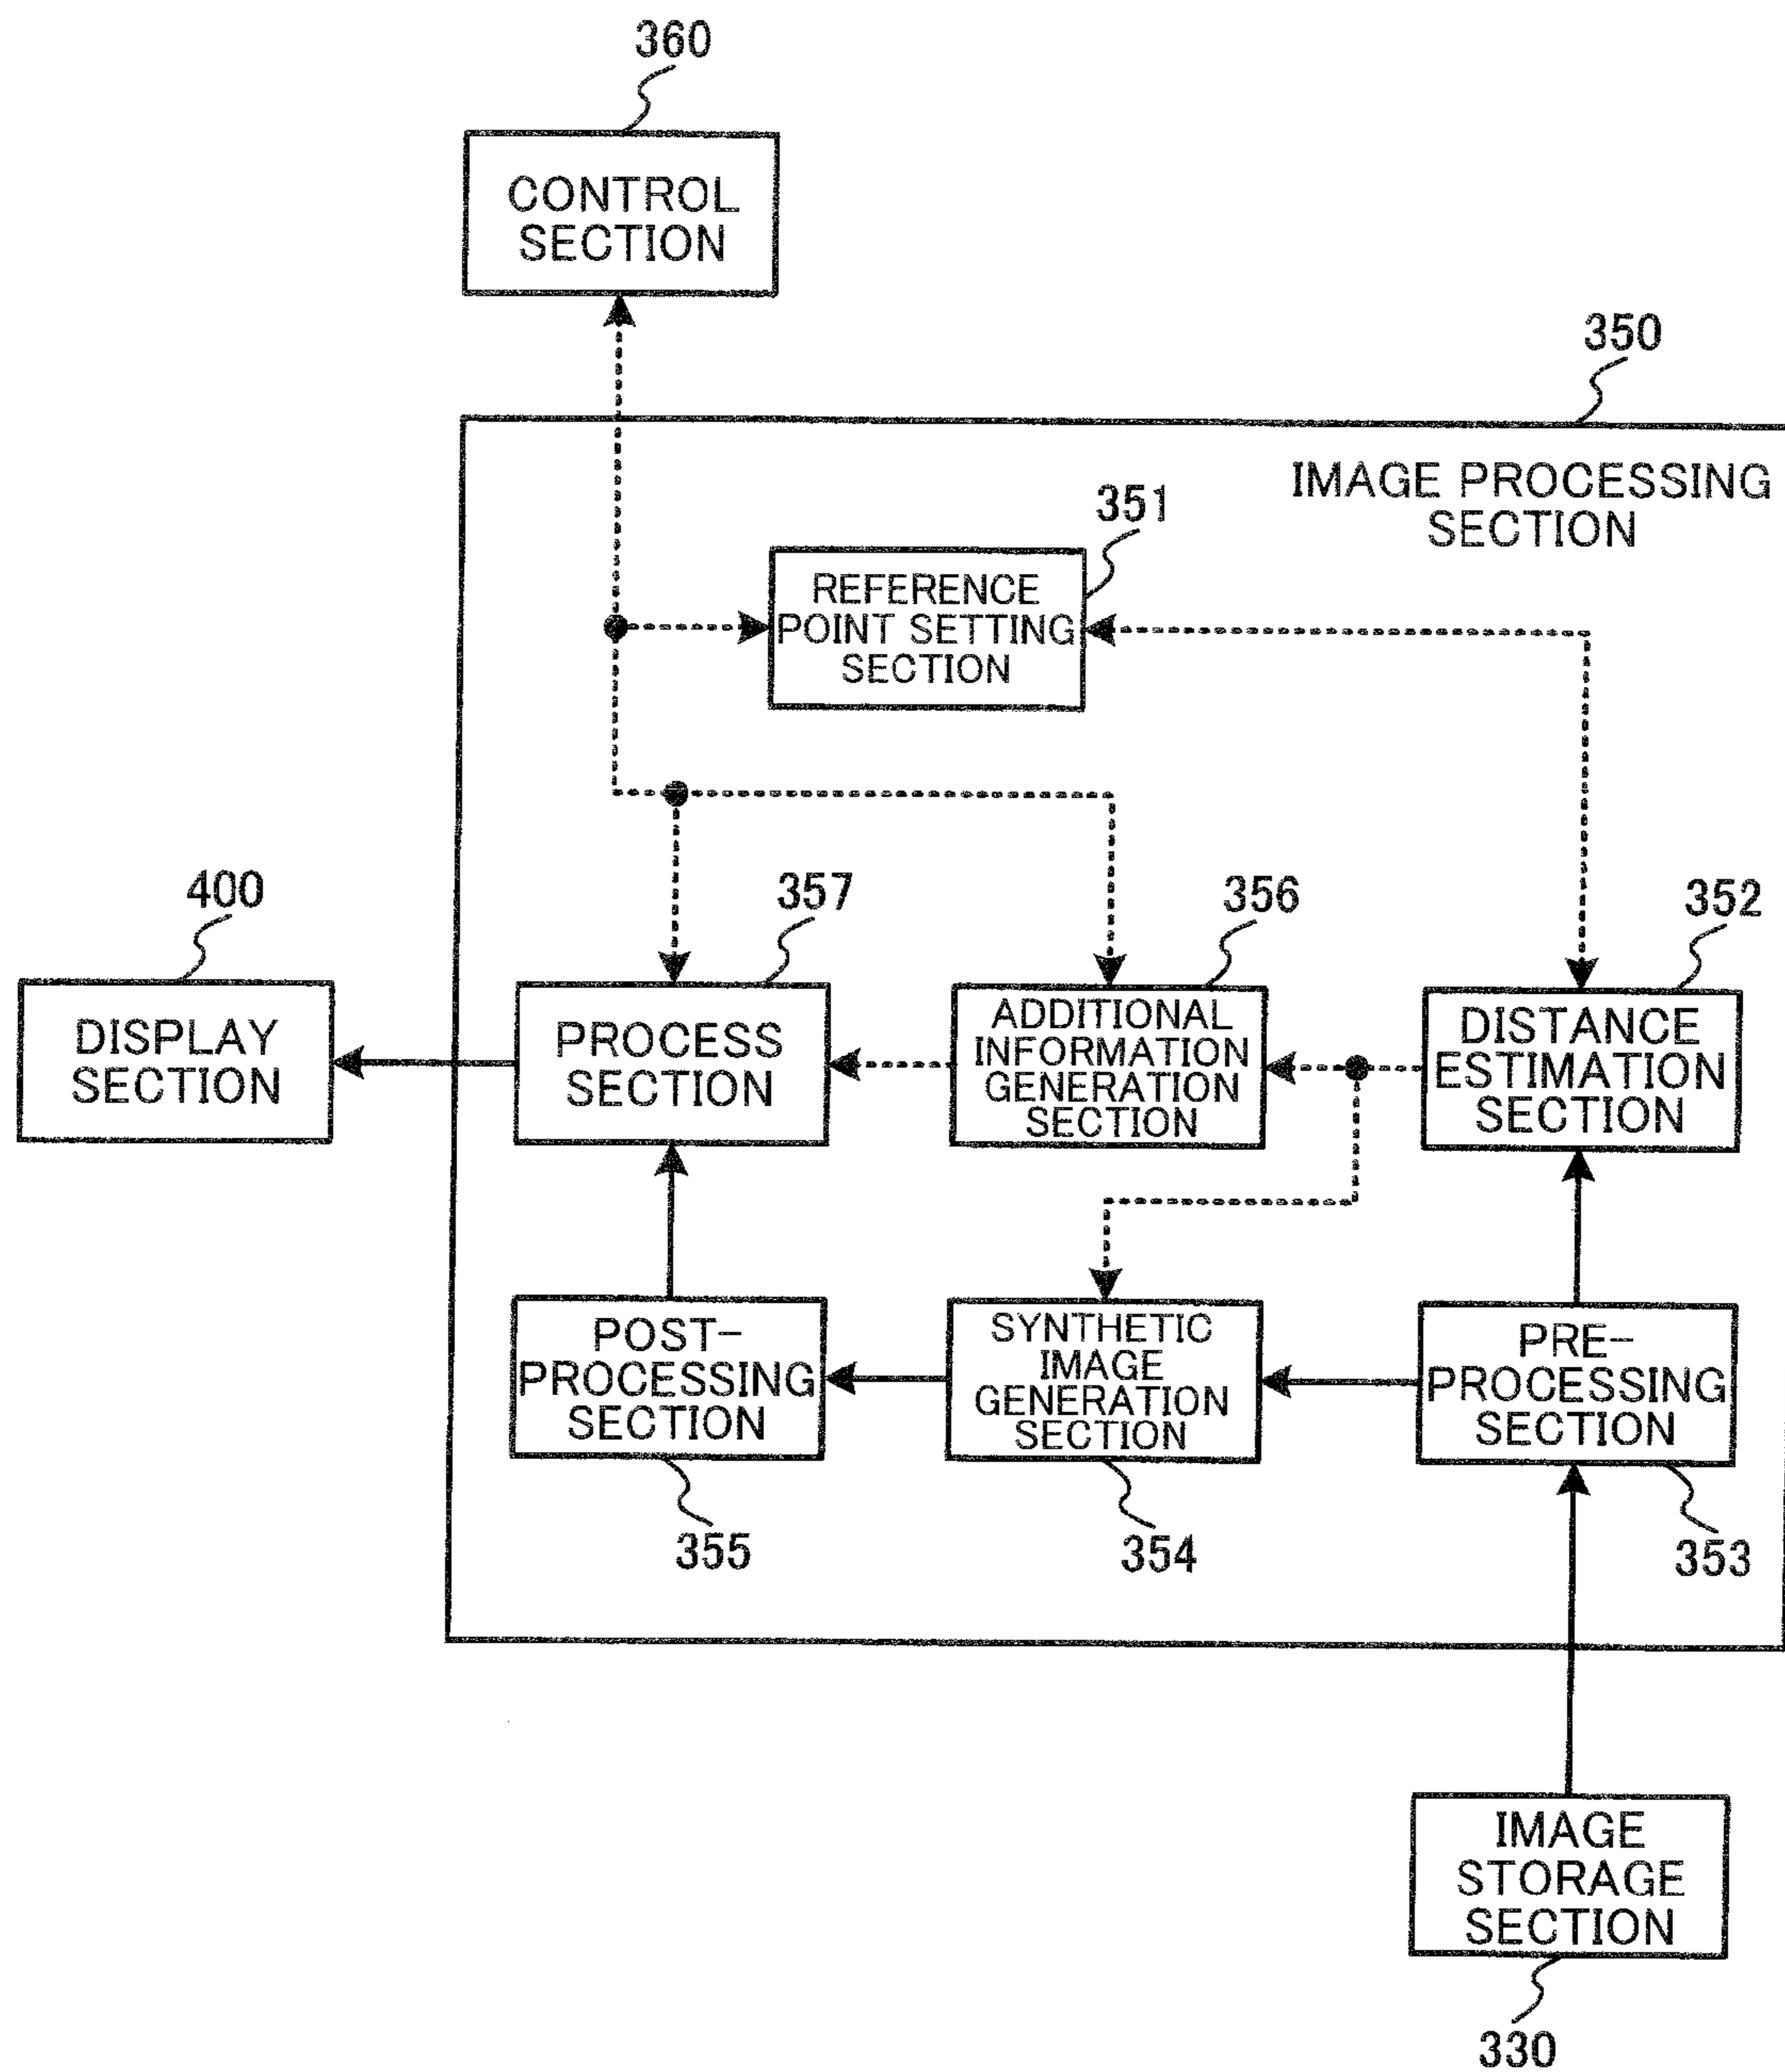 360
CONTROL
SECTION
350
IMAGE PROCESSING
SECTION
351
REFERENCE
POINT SETTING
SECTION
400
DISPLAY
SECTION
357
PROCESS
SECTION
356
ADDITIONAL
INFORMATION
GENERATION
SECTION
352
DISTANCE
ESTIMATION
SECTION
POST-
PROCESSING
SECTION
355
SYNTHETIC
IMAGE
GENERATION
SECTION
354
PRE-
PROCESSING
SECTION
353
IMAGE
STORAGE
SECTION
330